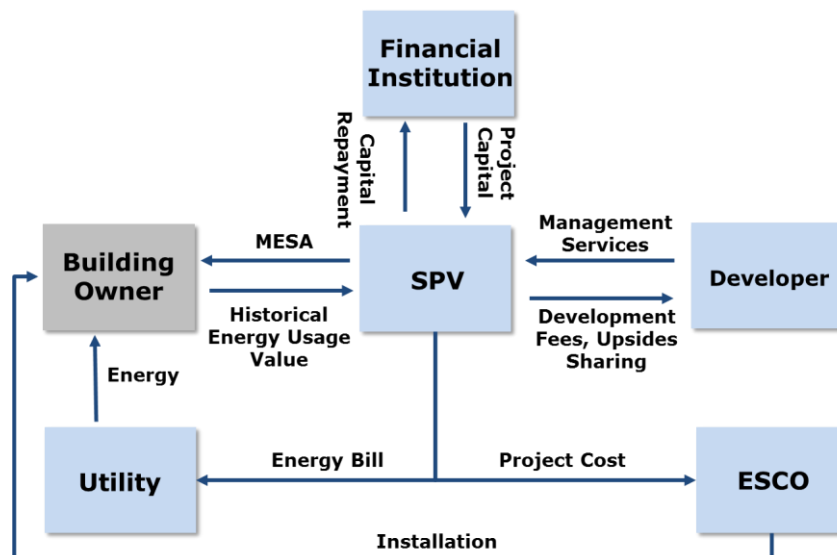 Financial
Institution
Capital
Repayment
Project
Capital
MESA
Management
Services
Building
Owner
SPV
Developer
Historical
Energy Usage
Value
Development
Fees, Upsides
Sharing
Energy
Utility
Energy Bill
Project Cost
ESCO
Installation